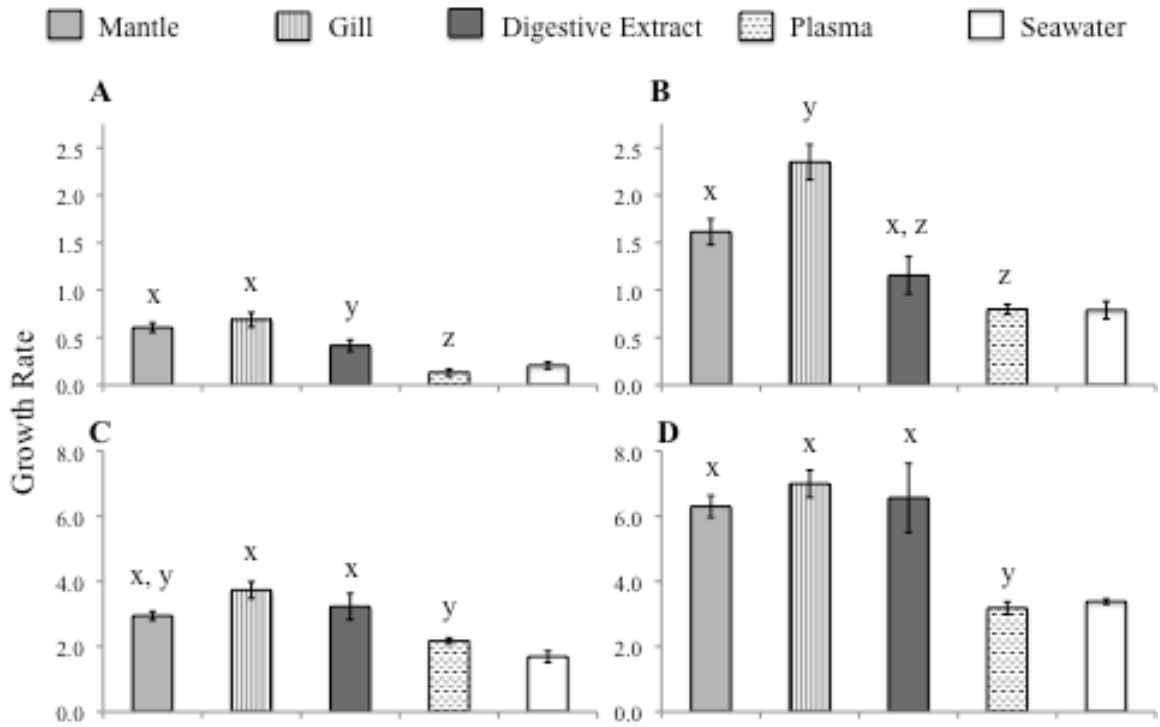 Mantle Gill Digestive Extract Plasma Seawater
A B
y
2.5 2.5
2.0 x 2.0
x, z
1.5 1.5
x x z
1.0 y 1.0
z
0.5 0.5
0.0 0.0
Growth Rate
C D
8.0 8.0 x x x
6.0 6.0
x, y x x
4.0 y 4.0 y
2.0 2.0
0.0 0.0